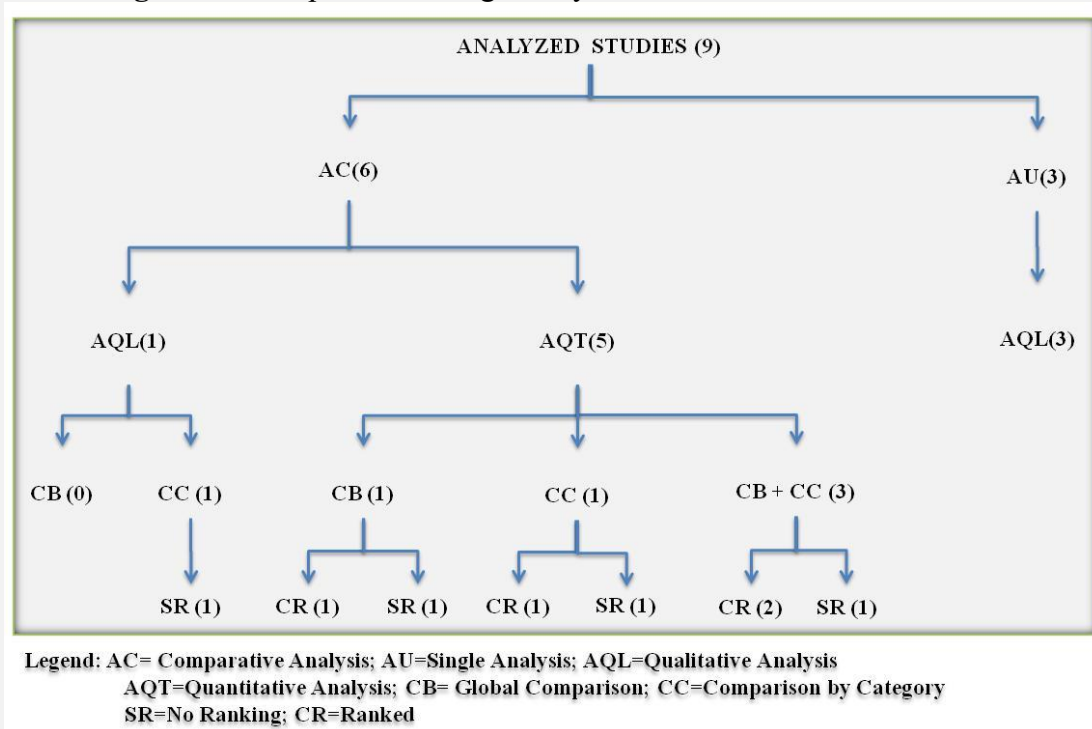 ANALYZED STUDIES (9)
AC(6)
AU(3)
AQL(1)
AQT(5)
AQL(3)
CB (0)
CC (1)
CB (1)
CC (1)
CB + CC (3)
SR (1)
CR (1)
SR (1)
CR (1)
SR (1)
CR (2)
SR (1)
Legend: AC= Comparative Analysis; AU=Single Analysis; AQL=Qualitative Analysis
AQT=Quantitative Analysis; CB= Global Comparison; CC=Comparison by Category
SR=No Ranking; CR=Ranked